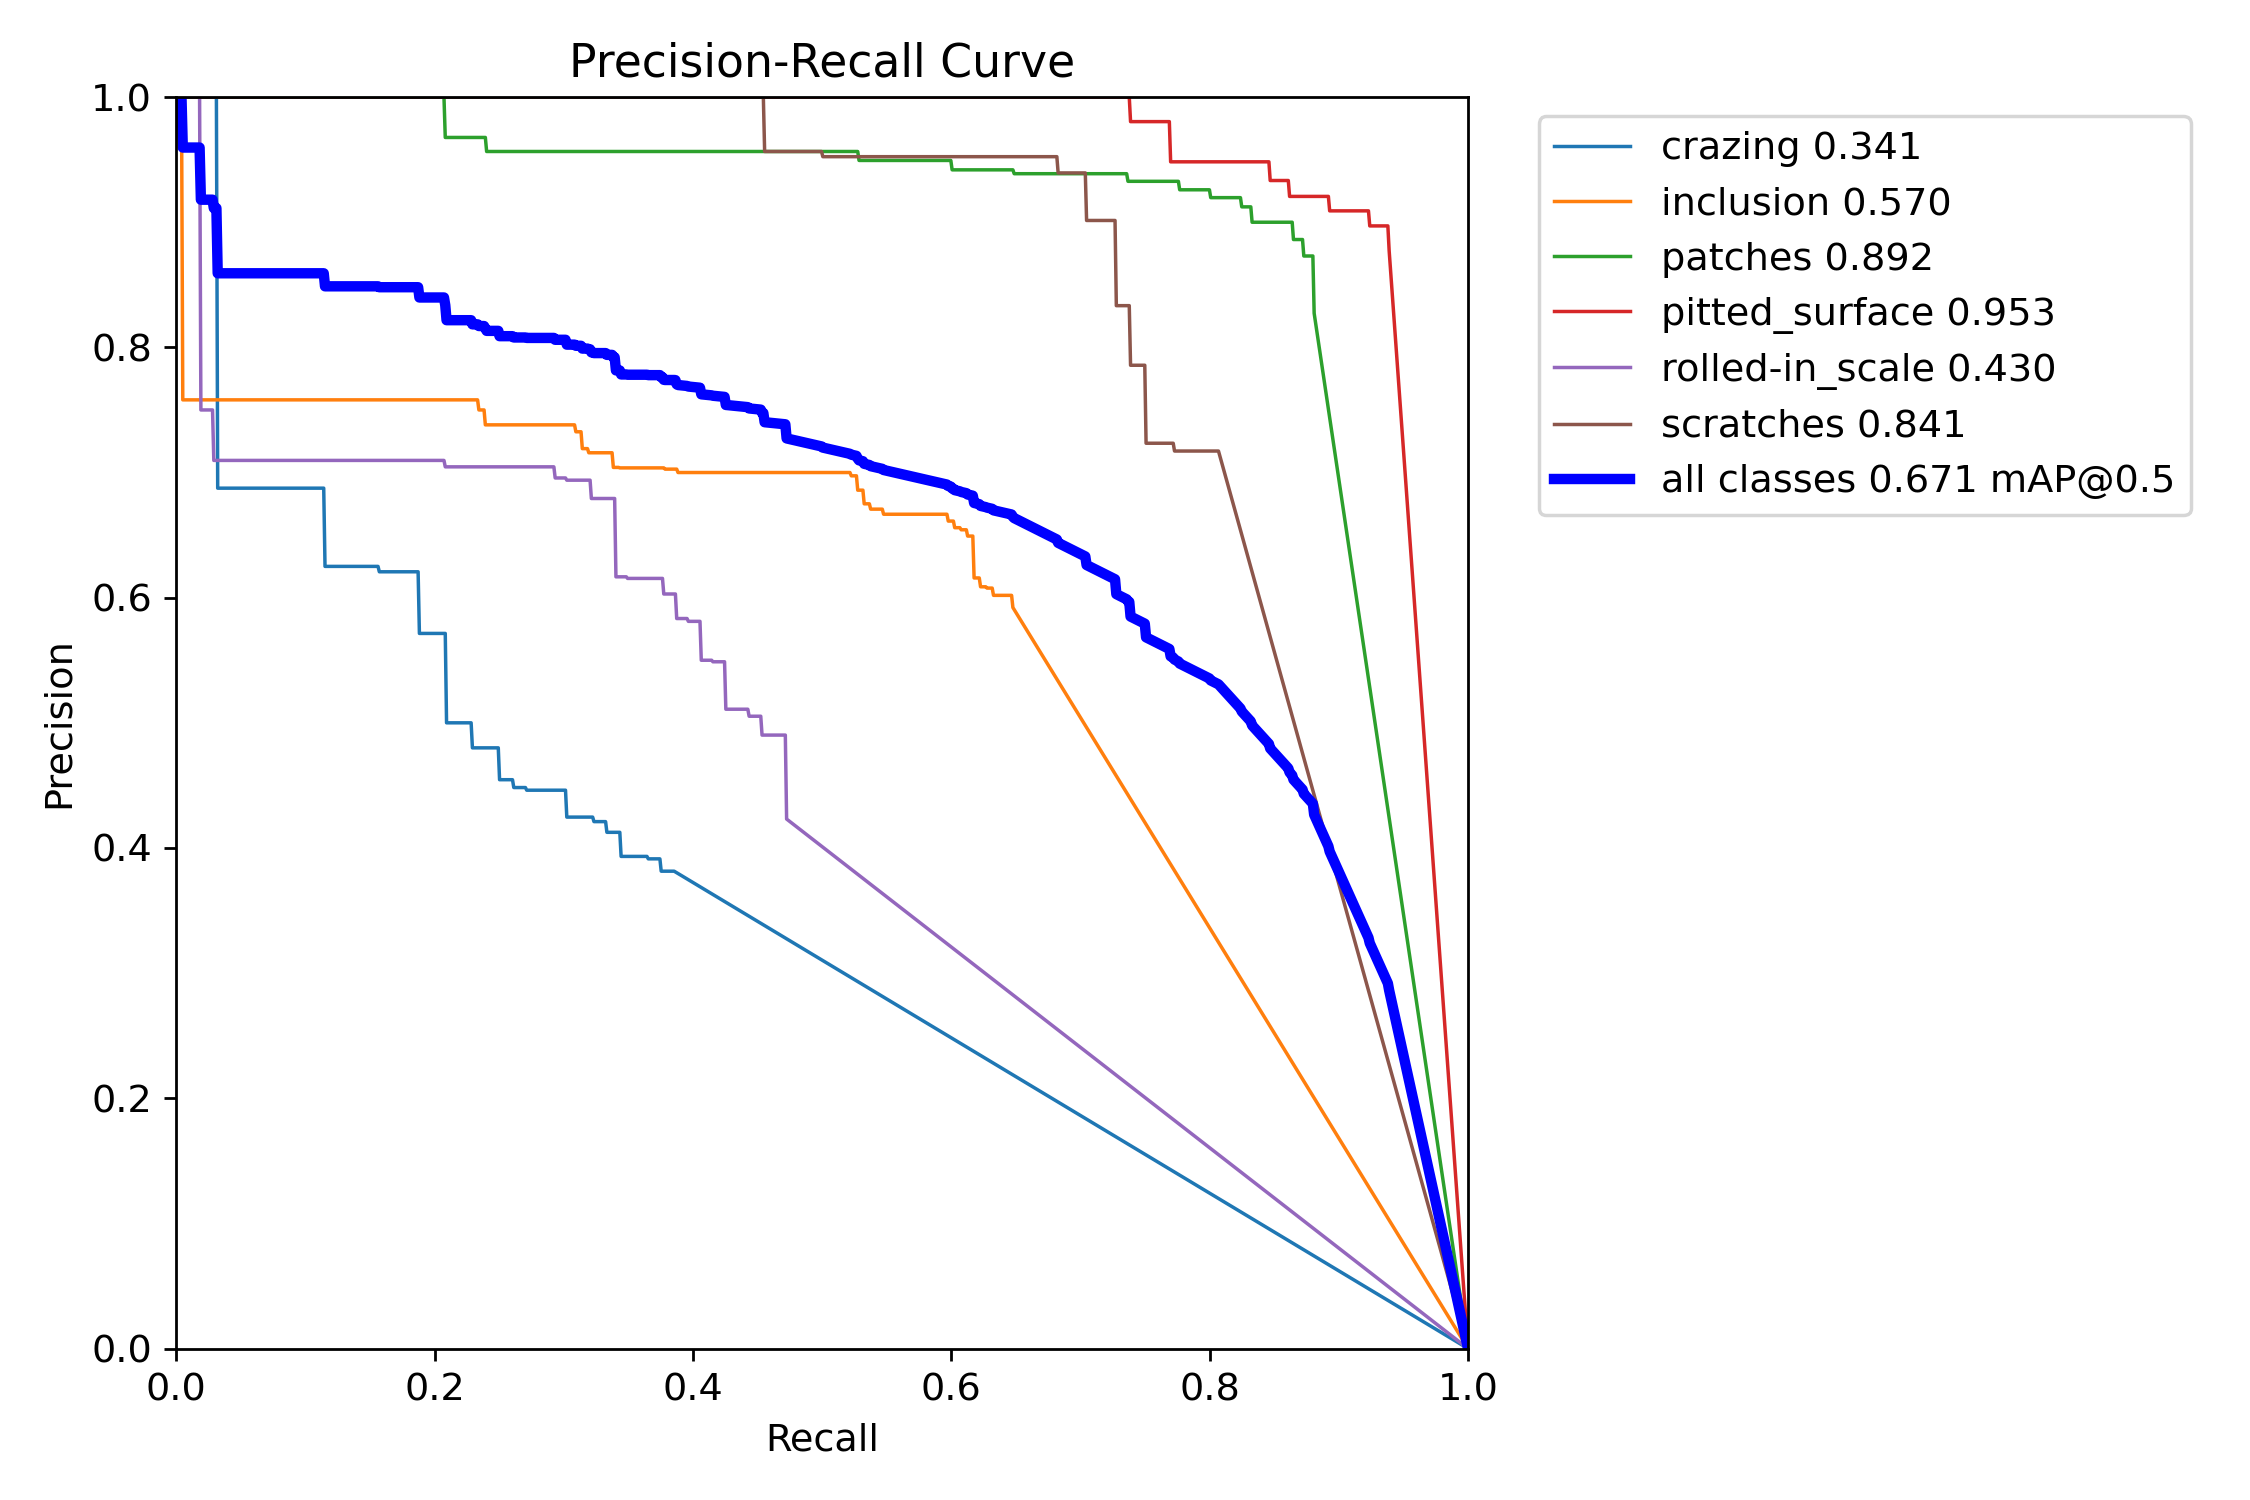 Precision-Recall Curve
1.0
0.8
0.6
0.4
0.2
0.0
Precision
0.0 0.2 0.4 0.6 0.8 1.0
Recall
crazing 0.341
inclusion 0.570
patches 0.892
pitted_surface 0.953
rolled-in_scale 0.430
scratches 0.841
all classes 0.671 mAP@0.5